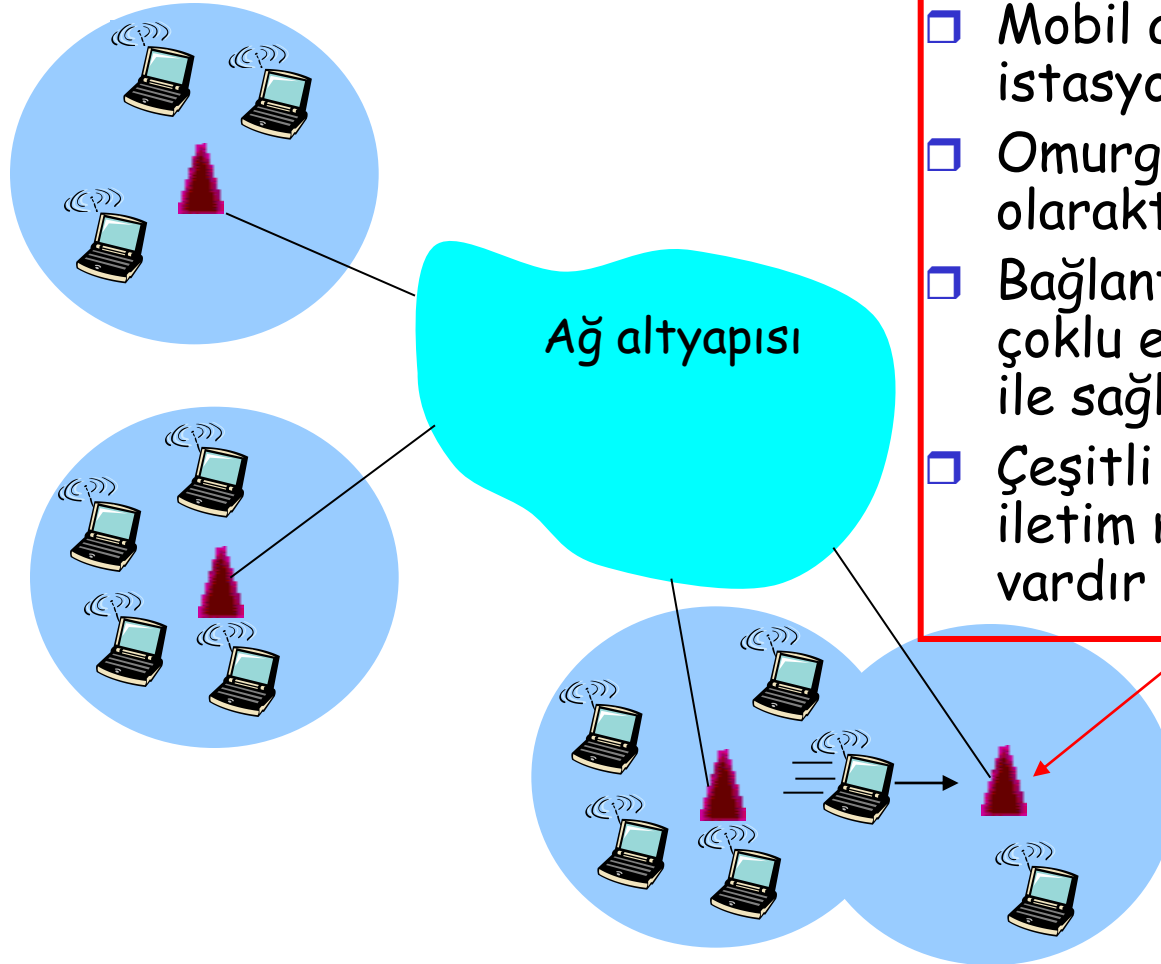 Ağ altyapısı
Mobil
istasyo
Omurg
olarakt
Bağlant
çoklu e
ile sağl
Çeşitli
iletim
vardır